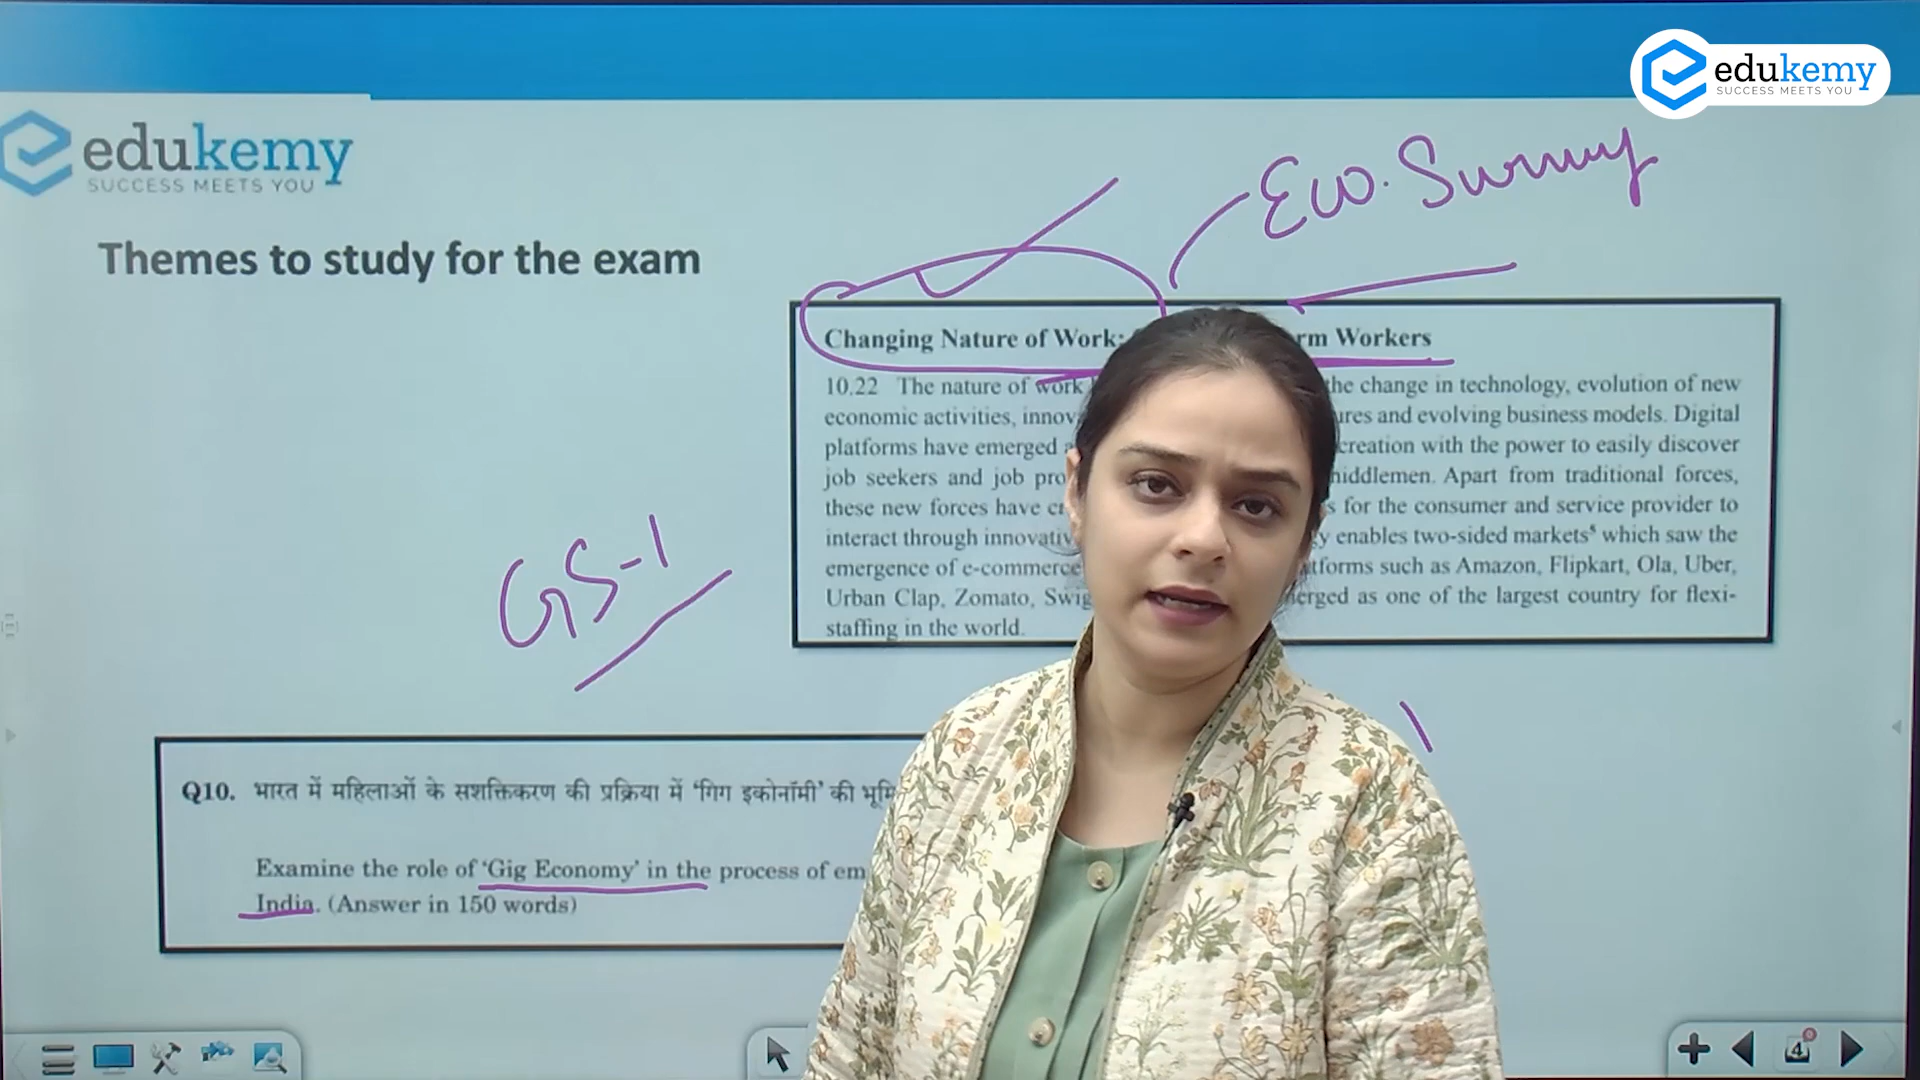 edukemy
SUCCESS MEETS YOU
edukemy
SUCCESS MEETS YOU
Eco. Survey
Themes to study for the exam
Changing Nature of Work: rm Workers
10.22 The nature of work the change in technology, evolution of new
economic activities, innov ures and evolving business models. Digital
platforms have emerged creation with the power to easily discover
job seekers and job pro middlemen. Apart from traditional forces,
these new forces have cr s for the consumer and service provider to
interact through innovativ y enables two-sided markets which saw the
emergence of e-commerce tforms such as Amazon, Flipkart, Ola, Uber,
Urban Clap, Zomato, Swig erged as one of the largest country for flexi-
staffing in the world.
GS-1
Q10. भारत में महिलाओं के सशक्तिकरण की प्रक्रिया में ‘गिग इकोनॉमी’ की भूमि
Examine the role of ‘Gig Economy’ in the process of em
India. (Answer in 150 words)
4